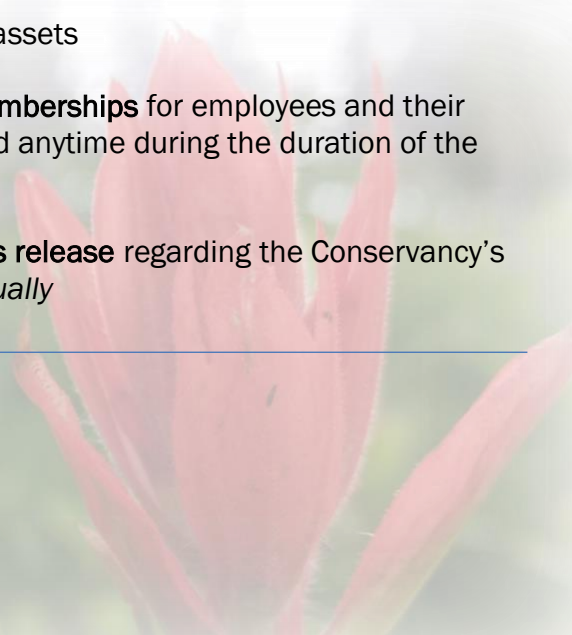 assets
mberships for employees and their
d anytime during the duration of the
s release regarding the Conservancy’s
ually